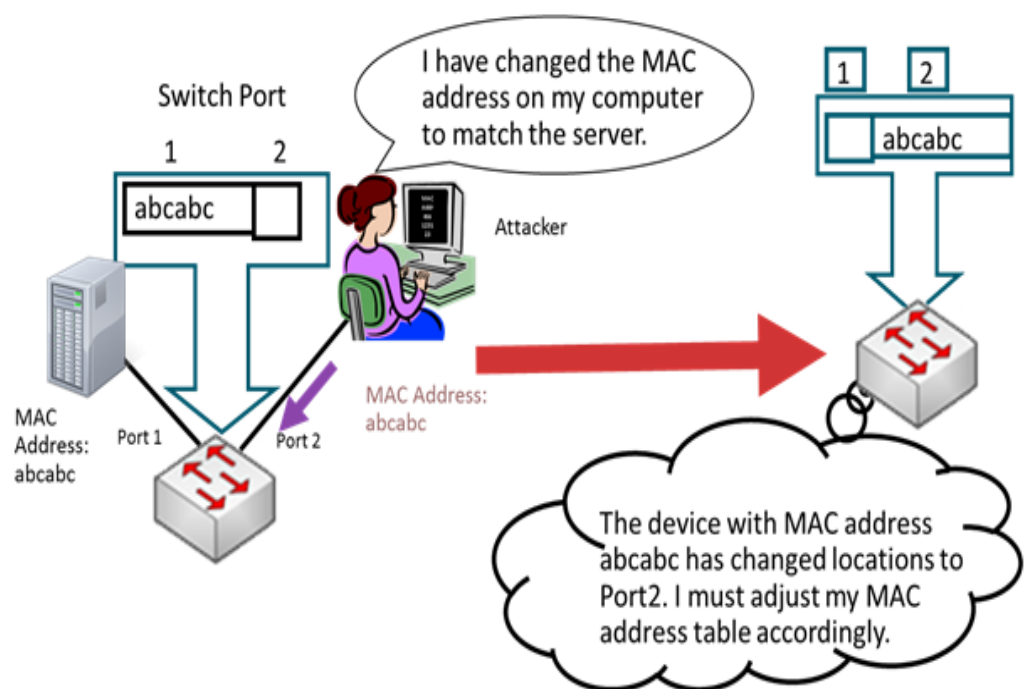 I have changed the MAC
address on my computer
to match the server.
Switch Port
1 2
abcabc
Attacker
MAC
Address:
abcabc
Port 1
Port 2
MAC Address:
abcabc
1 2
abcabc
The device with MAC address
abcabc has changed locations to
Port2. I must adjust my MAC
address table accordingly.